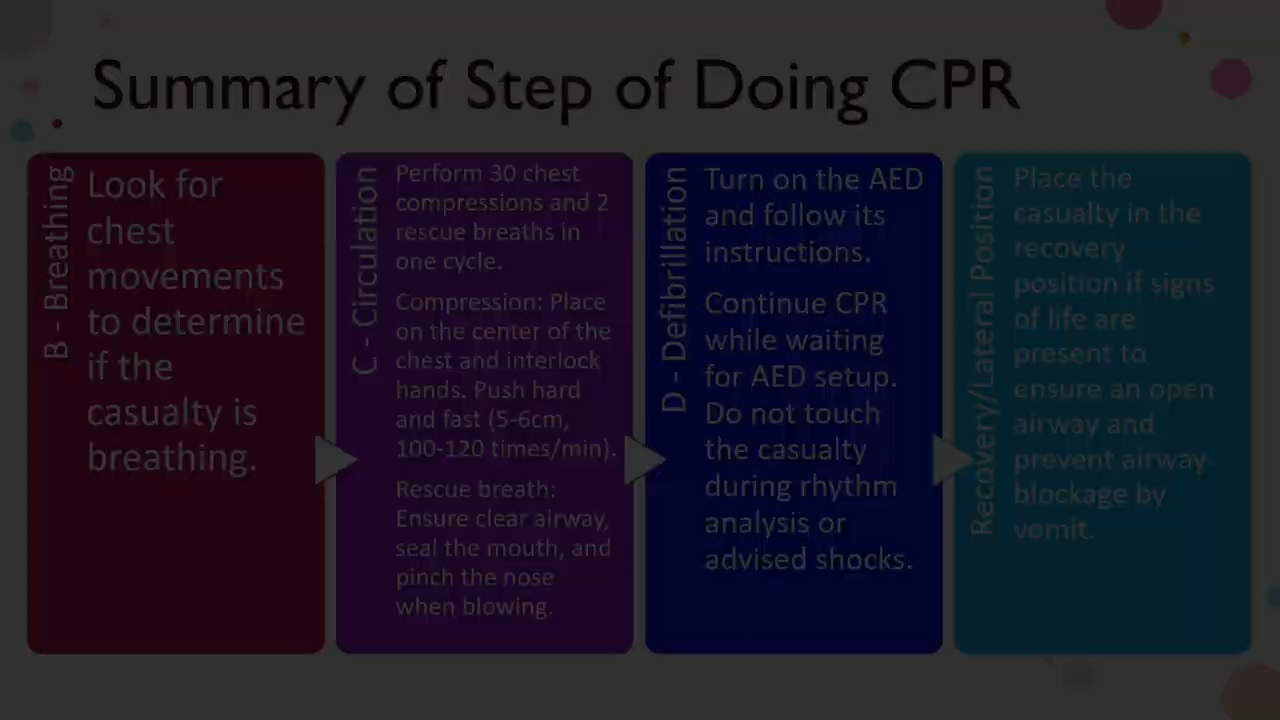 Summary of Step of Doing CPR
B - Breathing
Look for
chest
movements
to determine
if the
casualty is
breathing.
C - Circulation
Perform 30 chest
compressions and 2
rescue breaths in
one cycle.
Compression: Place
on the center of the
chest and interlock
hands. Push hard
and fast (5-6cm,
100-120 times/min).
Rescue breath:
Ensure clear airway,
seal the mouth, and
pinch the nose
when blowing.
D - Defibrillation
Turn on the AED
and follow its
instructions.
Continue CPR
while waiting
for AED setup.
Do not touch
the casualty
during rhythm
analysis or
advised shocks.
Recovery/Lateral Position
Place the
casualty in the
recovery
position if signs
of life are
present to
ensure an open
airway and
prevent airway
blockage by
vomit.